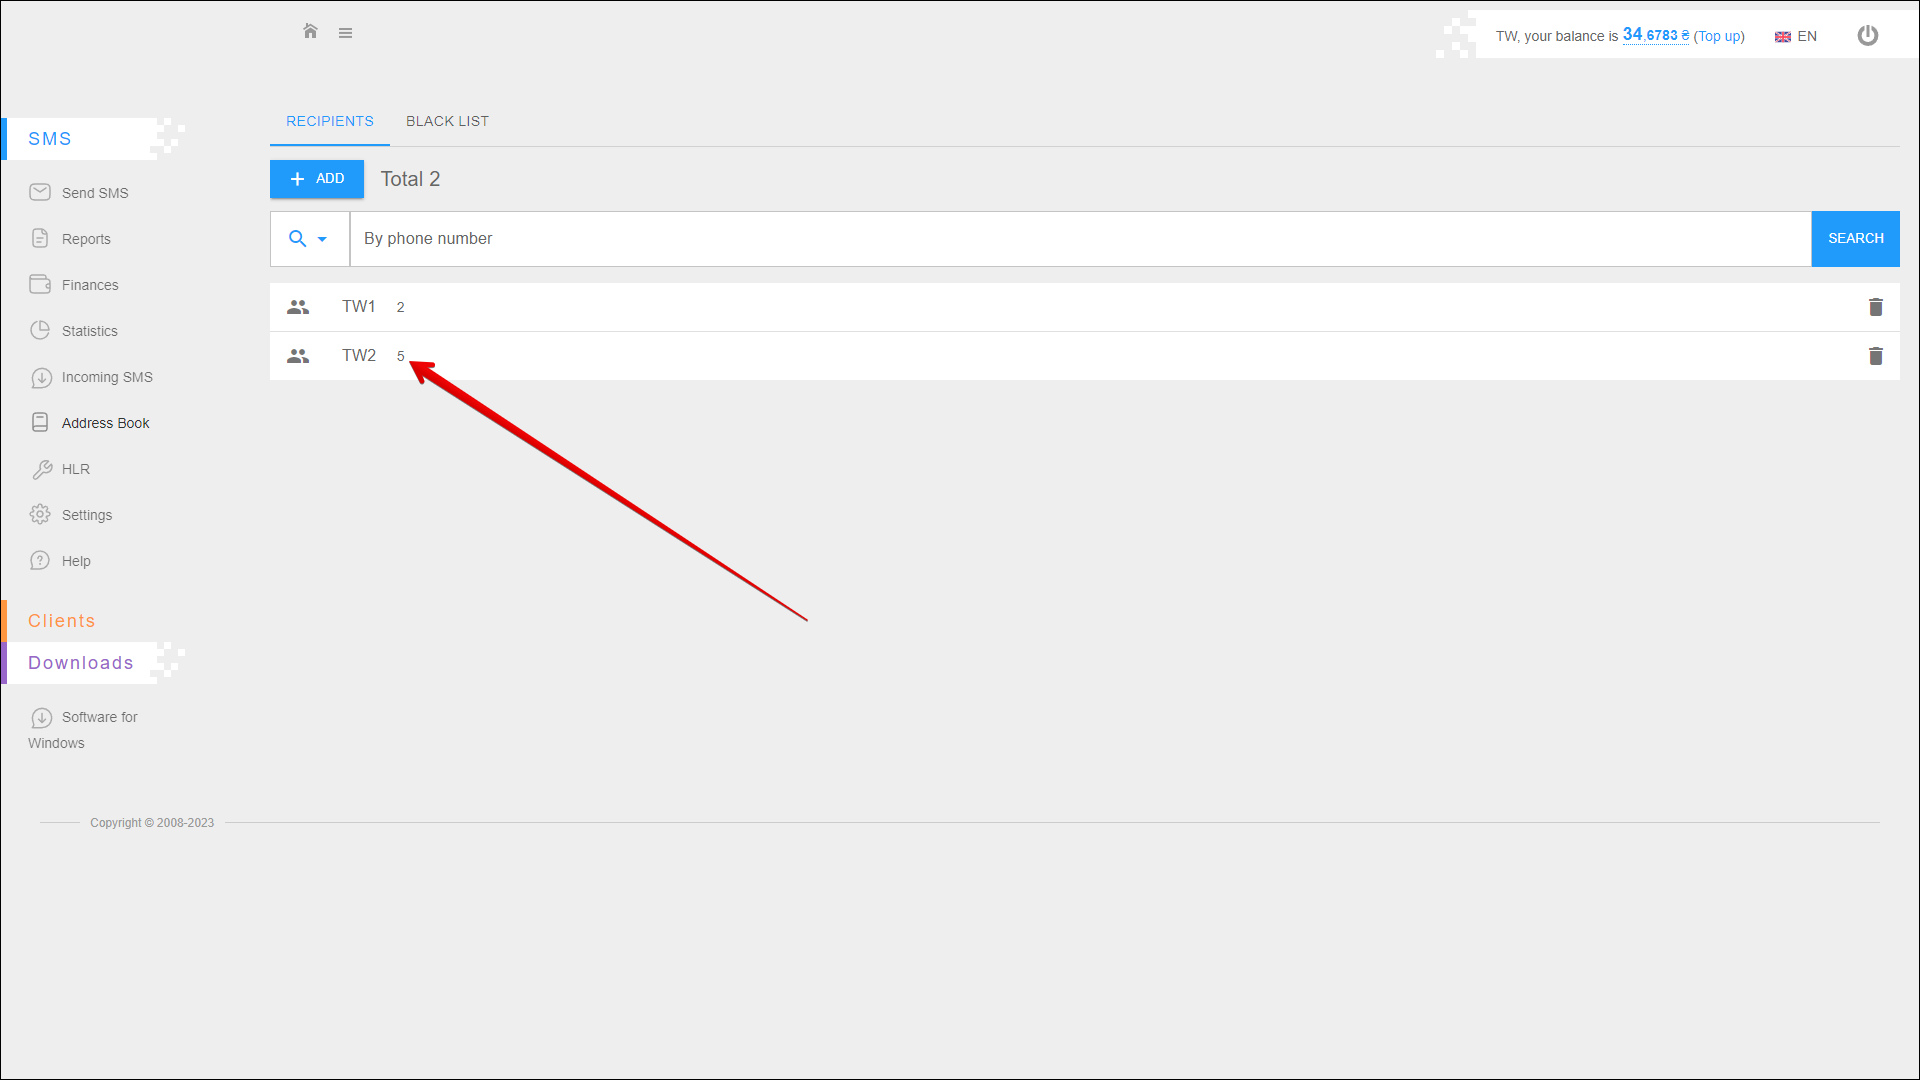 TW, your balance is 34,6783 ₴ (Top up)
EN
SMS
Send SMS
Reports
Finances
Statistics
Incoming SMS
Address Book
HLR
Settings
Help
Clients
Downloads
Software for
Windows
RECIPIENTS
BLACK LIST
ADD
Total 2
By phone number
SEARCH
TW1 2
TW2 5
Copyright © 2008-2023